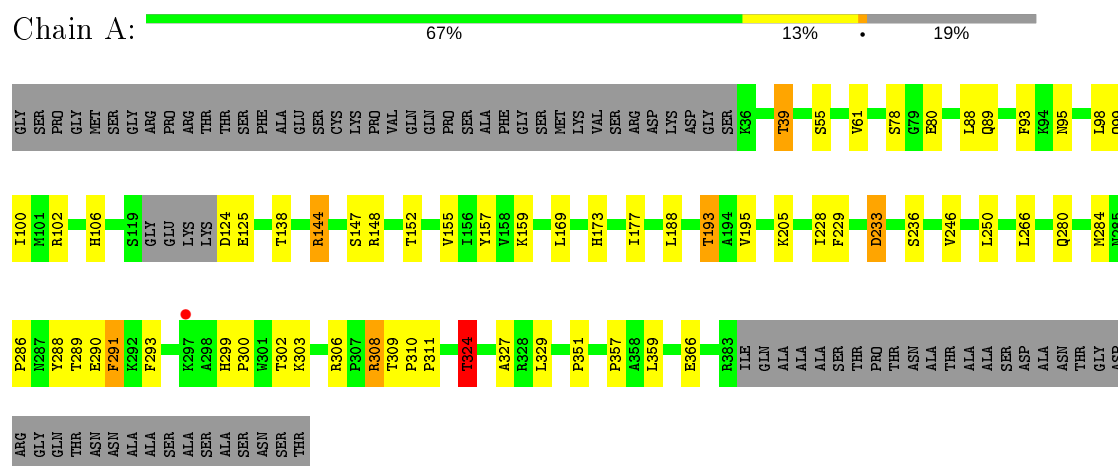 Chain A:
67% 13% • 19%
GLY SER PRO GLY MET SER GLY ARG PRO ARG THR THR SER PHE ALA GLU SER CYS LYS PRO VAL GLN GLN PRO SER ALA PHE GLY SER MET LYS VAL SER ARG ASP LYS ASP GLY SER K36 T39 S55 V61 S78 G79 E80 L88 Q89 F93 K94 N95 L98 Q99
I100 M101 R102 H106 S119 GLY GLU LYS LYS D124 E125 T138 R144 S147 R148 T152 V155 I156 Y157 V158 K159 L169 H173 I177 L188 T193 A194 V195 K205 I228 F229 D233 S236 V246 L250 L266 Q280 M284 N285
P286 N287 Y288 T289 E290 F291 K292 F293 K297 A298 H299 P300 W301 T302 K303 R306 P307 R308 T309 P310 P311 T324 A327 R328 L329 P351 P357 A358 L359 E366 R383 ILE GLN ALA ALA ALA SER THR PRO THR ASN ALA THR ALA ALA SER ASP ALA ASN THR GLY ASP
ARG GLY GLN THR ASN ASN ALA ALA SER ALA SER ALA SER ASN SER THR